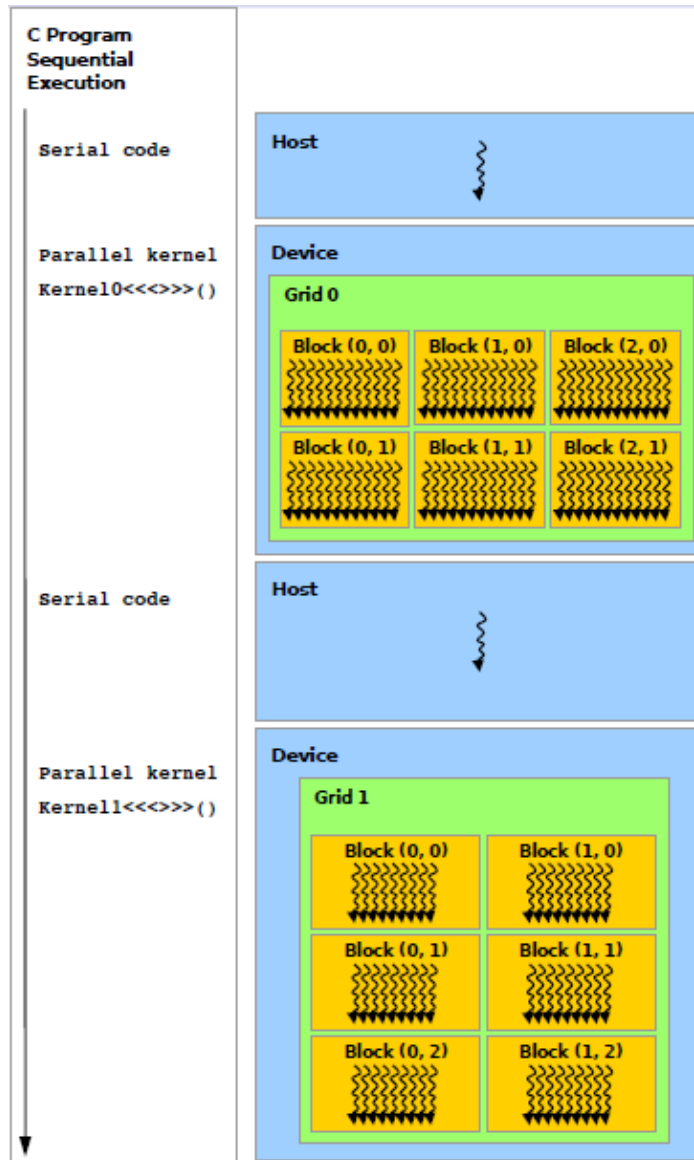 C Program
Sequential
Execution
Serial code
Host
Parallel kernel
Kernel0<<<>>>()
Device
Grid 0
Block (0, 0)
Block (1, 0)
Block (2, 0)
Block (0, 1)
Block (1, 1)
Block (2, 1)
Serial code
Host
Parallel kernel
Kernel1<<<>>>()
Device
Grid 1
Block (0, 0)
Block (1, 0)
Block (0, 1)
Block (1, 1)
Block (0, 2)
Block (1, 2)